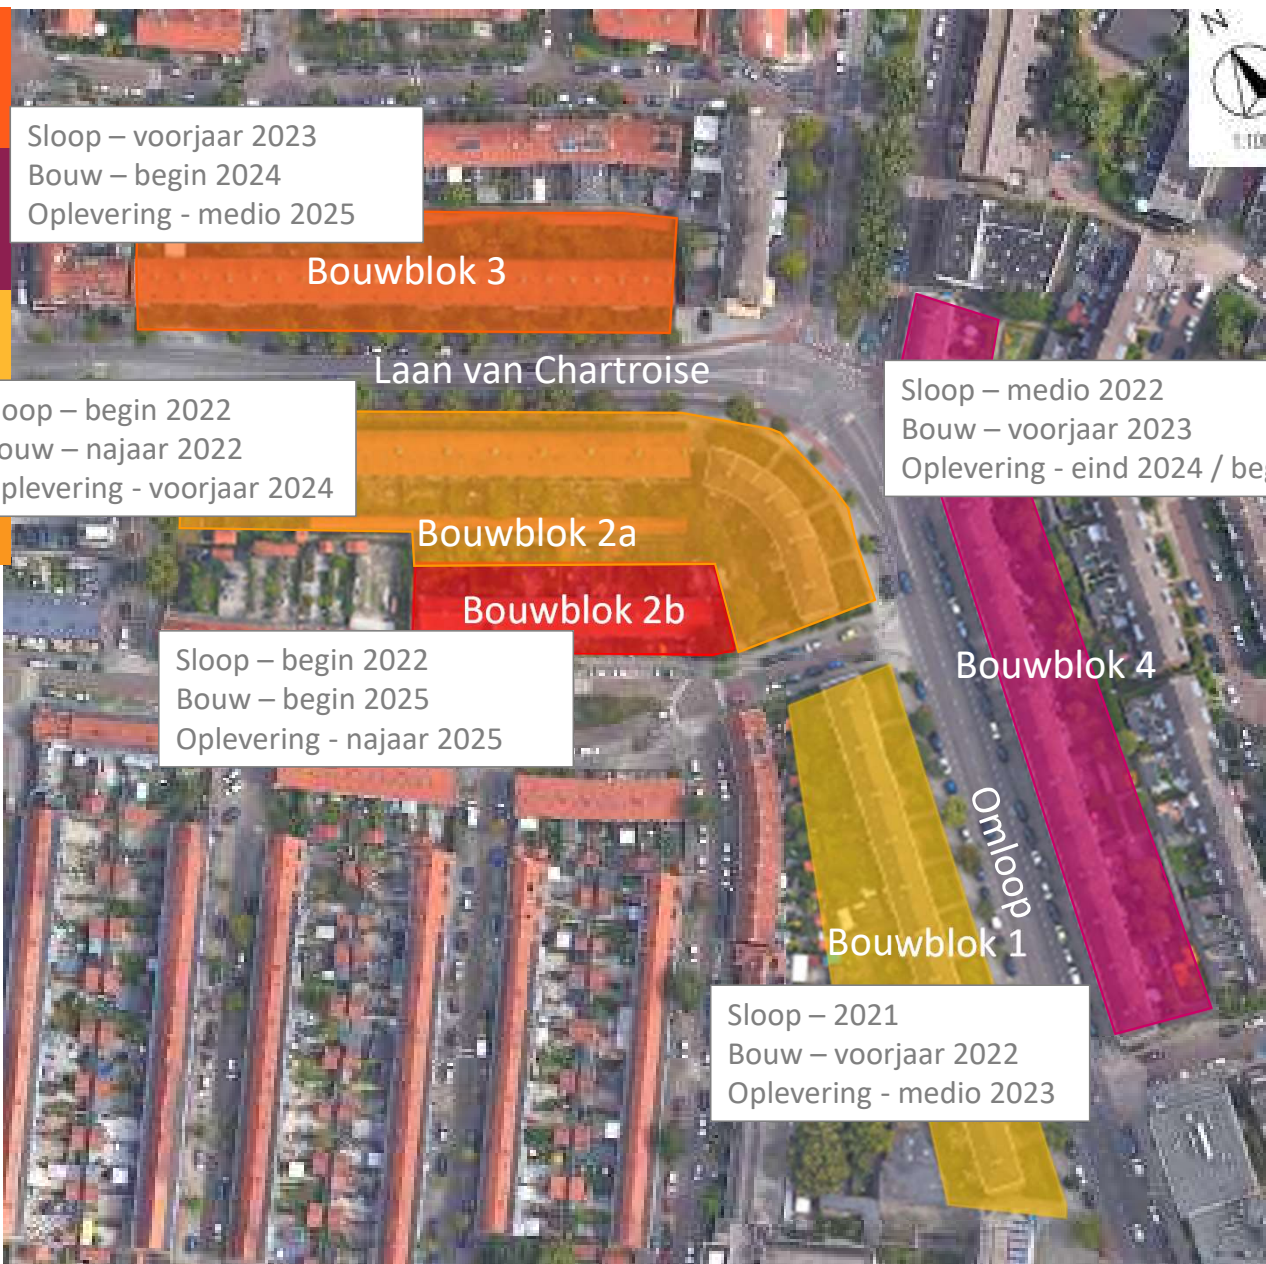 N
Sloop – voorjaar 2023
Bouw – begin 2024
Oplevering - medio 2025
Bouwblok 3
Laan van Chartroise
loop – begin 2022
ouw – najaar 2022
plevering - voorjaar 2024
Sloop – medio 2022
Bouw – voorjaar 2023
Oplevering - eind 2024 / beg
Bouwblok 2a
Bouwblok 2b
Sloop – begin 2022
Bouw – begin 2025
Oplevering - najaar 2025
Bouwblok 4
Omloop
Bouwblok 1
Sloop – 2021
Bouw – voorjaar 2022
Oplevering - medio 2023